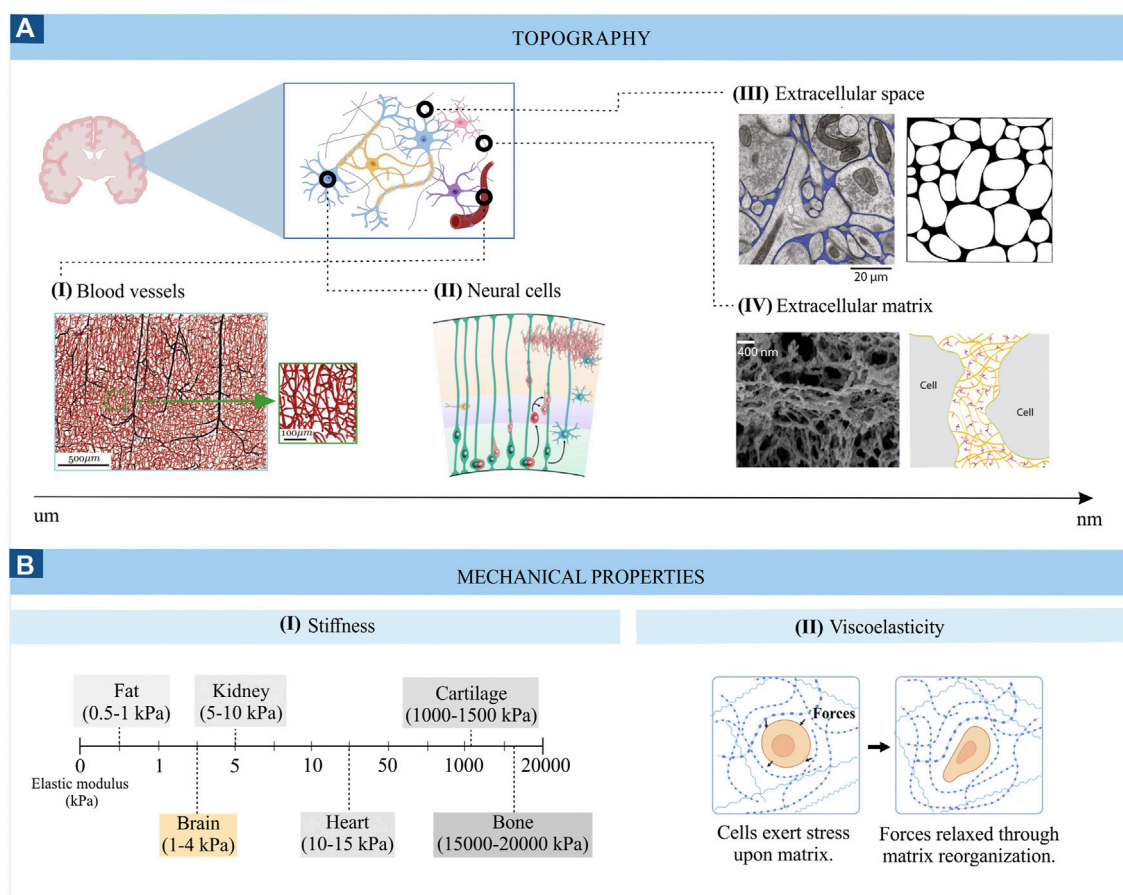 A
TOPOGRAPHY
(III) Extracellular space
20 µm
(I) Blood vessels
500µm
100µm
(II) Neural cells
(IV) Extracellular matrix
400 nm
Cell
Cell
um
nm
B
MECHANICAL PROPERTIES
(I) Stiffness
Fat
(0.5-1 kPa)
Kidney
(5-10 kPa)
Cartilage
(1000-1500 kPa)
0 1 5 10 50 1000 20000
Elastic modulus
(kPa)
Brain
(1-4 kPa)
Heart
(10-15 kPa)
Bone
(15000-20000 kPa)
(II) Viscoelasticity
Forces
Cells exert stress
upon matrix.
Forces relaxed through
matrix reorganization.